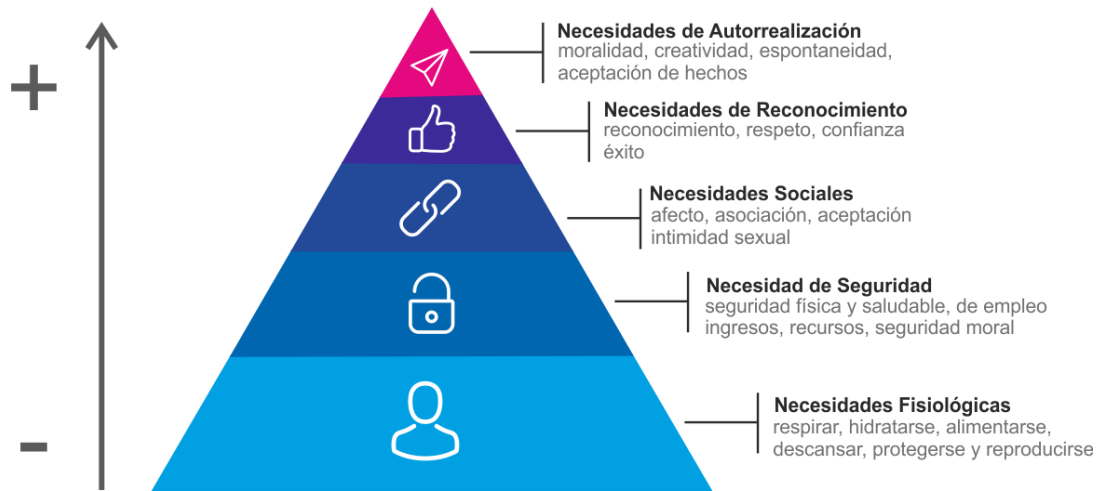 +
Necesidades de Autorrealización
moralidad, creatividad, espontaneidad,
aceptación de hechos
Necesidades de Reconocimiento
reconocimiento, respeto, confianza
éxito
Necesidades Sociales
afecto, asociación, aceptación
intimidad sexual
Necesidad de Seguridad
seguridad física y saludable, de empleo
ingresos, recursos, seguridad moral
Necesidades Fisiológicas
respirar, hidratarse, alimentarse,
descansar, protegerse y reproducirse
-